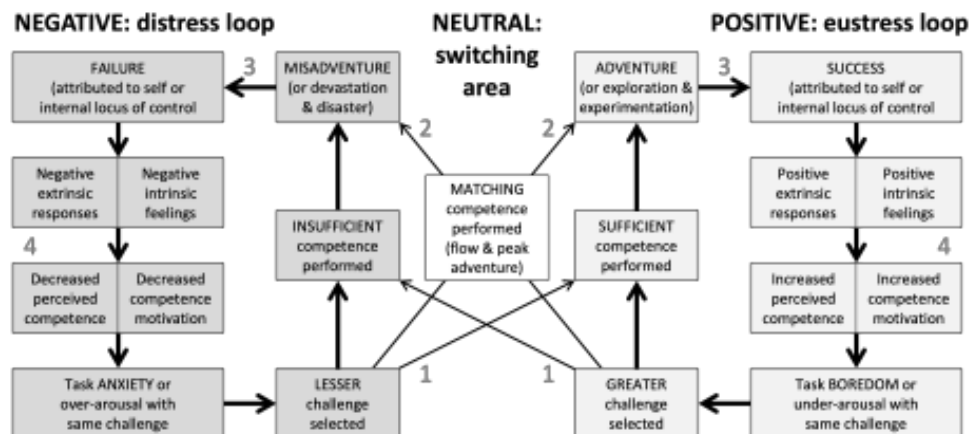 NEGATIVE: distress loop
NEUTRAL:
switching
area
POSITIVE: eustress loop
FAILURE
(attributed to self or
internal locus of control
3
MISADVENTURE
(or devastation
& disaster)
ADVENTURE
(or exploration &
experimentation)
3
SUCCESS
(attributed to self or
internal locus of control
2
2
Negative
extrinsic
responses
Negative
intrinsic
feelings
INSUFFICIENT
competence
performed
MATCHING
competence
performed
(flow & peak
adventure)
SUFFICIENT
competence
performed
Positive
extrinsic
responses
Positive
intrinsic
feelings
4
4
Decreased
perceived
competence
Decreased
competence
motivation
Increased
perceived
competence
Increased
competence
motivation
Task ANXIETY or
over-arousal with
same challenge
LESSER
challenge
selected
1
1
GREATER
challenge
selected
Task BOREDOM or
under-arousal with
same challenge